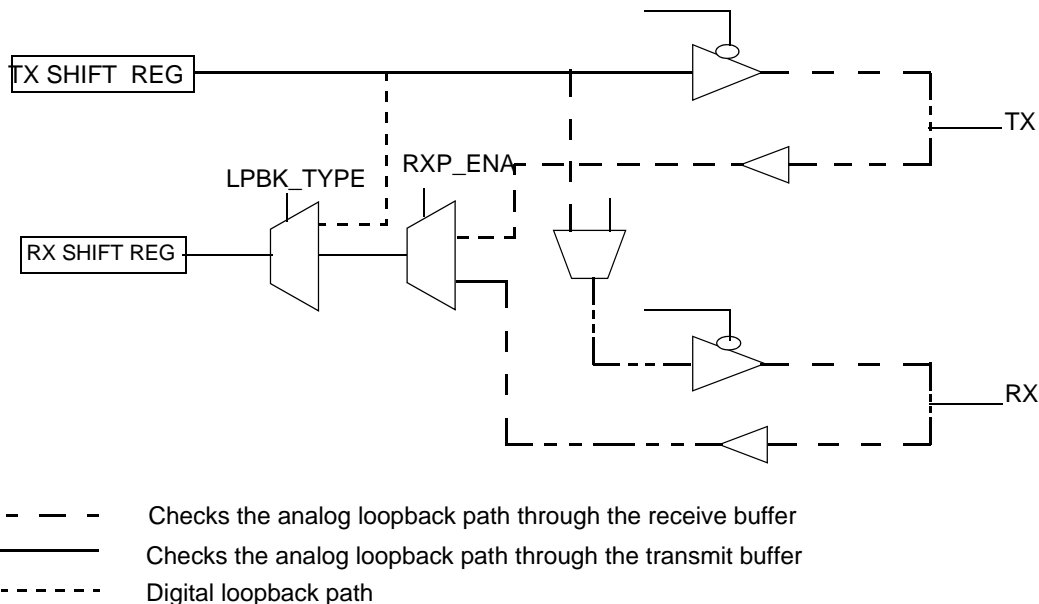 TX SHIFT REG
TX
LPBK_TYPE
RXP_ENA
RX SHIFT REG
RX
Checks the analog loopback path through the receive buffer
Checks the analog loopback path through the transmit buffer
Digital loopback path